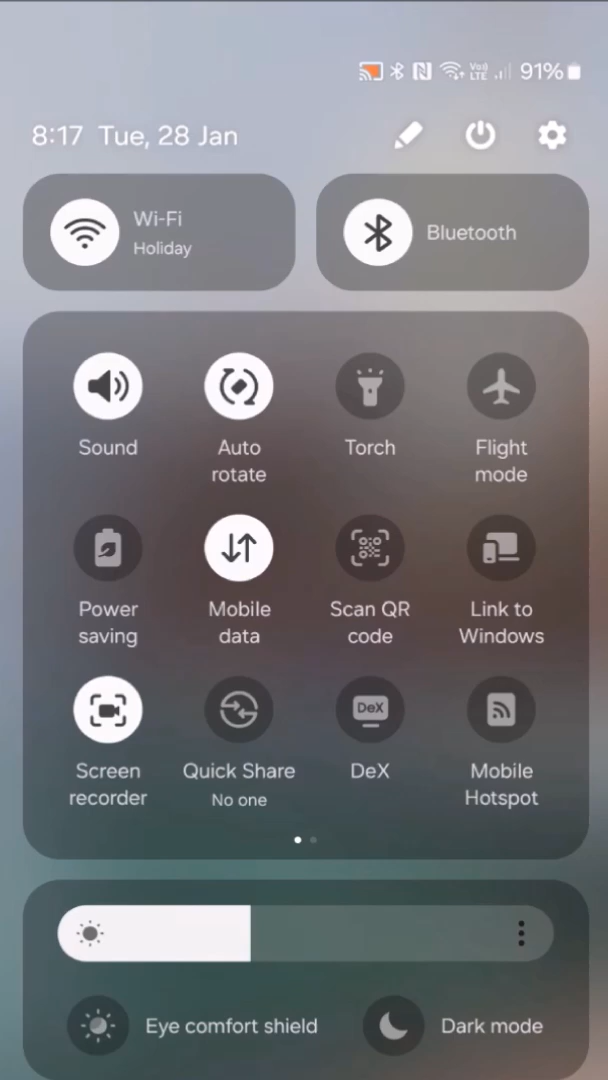 Vo))
LTE
91%
8:17 Tue, 28 Jan
Wi-Fi
Holiday
Bluetooth
Sound
Auto
rotate
Torch
Flight
mode
Power
saving
Mobile
data
Scan QR
code
Link to
Windows
Screen
recorder
Quick Share
No one
DeX
DeX
Mobile
Hotspot
Eye comfort shield
Dark mode